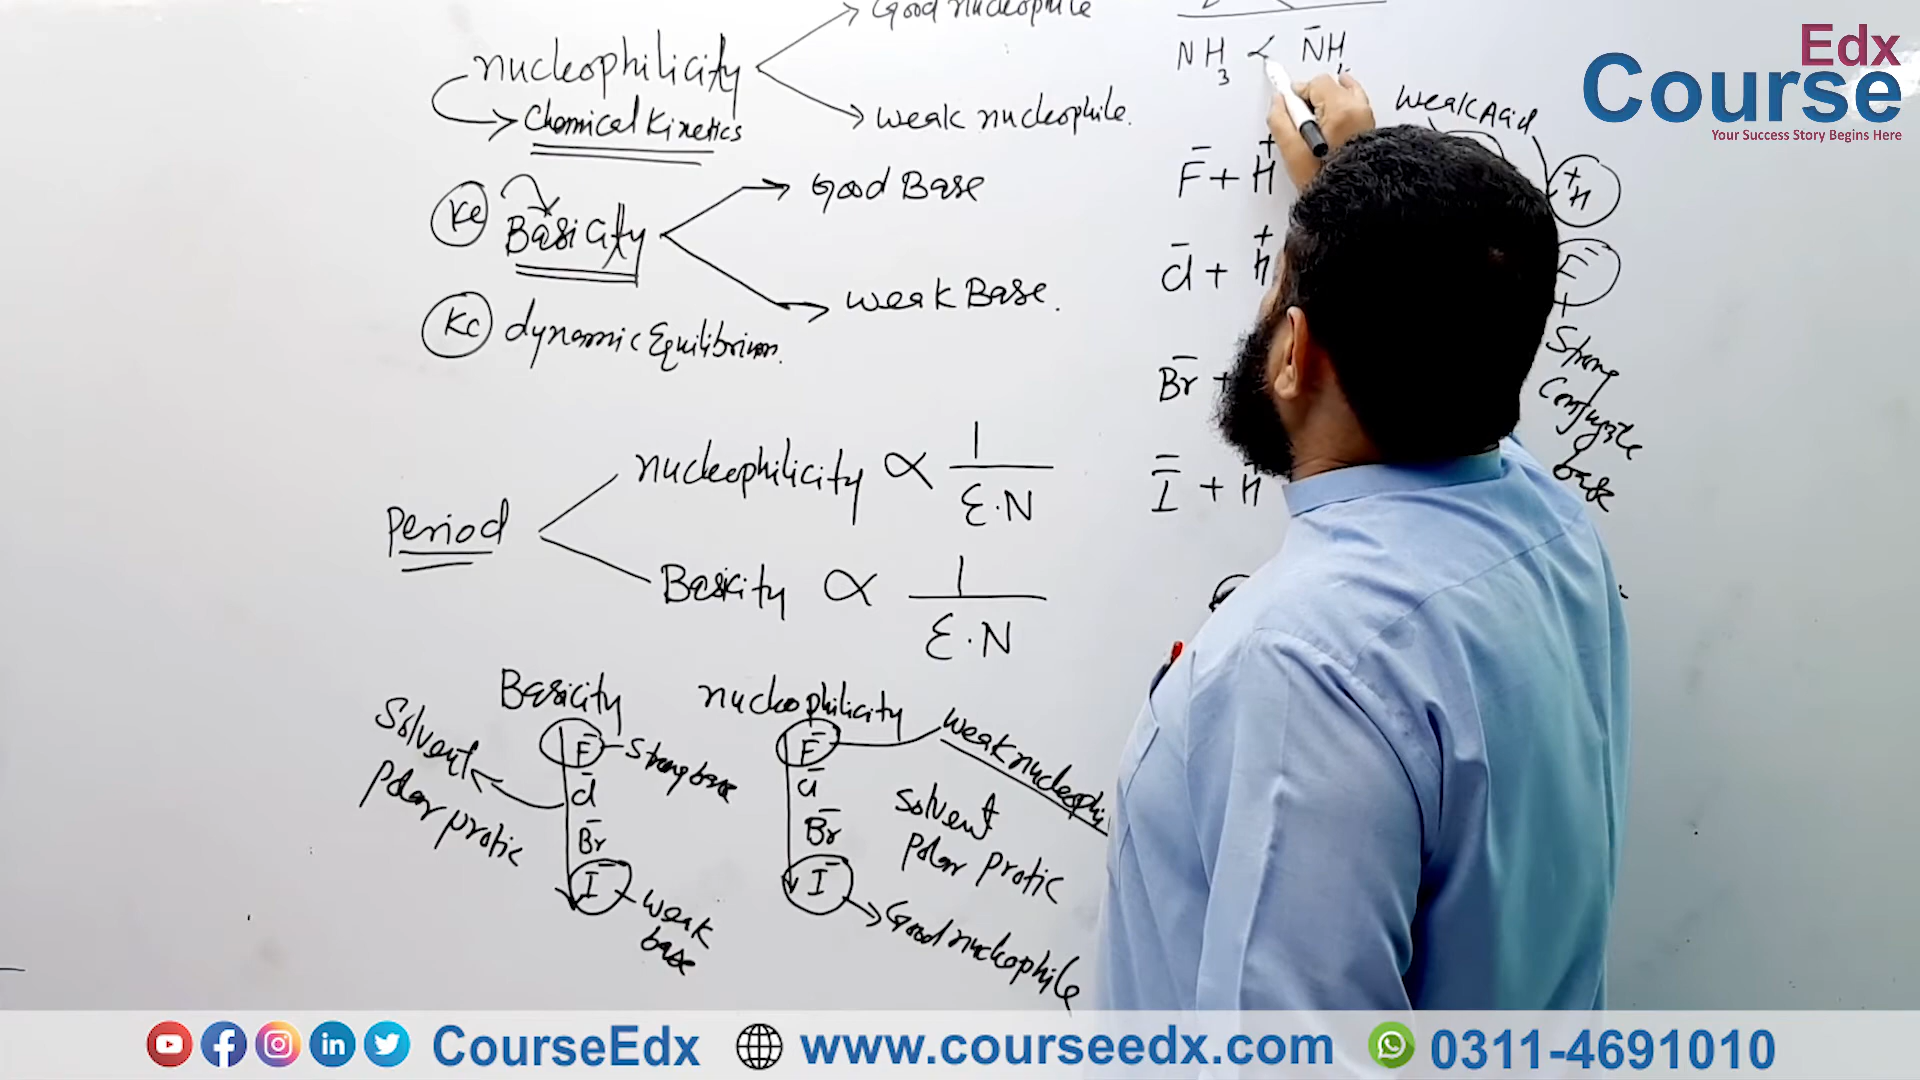 Good nucleophile
nucleophilicity
Chemical Kinetics
weak nucleophile.
Ke
Basicity
Good Base
weak Base.
Kc dynamic Equilibrium.
Period
nucleophilicity ∝ 1/E.N
Basicity ∝ 1/E.N
Basicity
F̄ Strong base
Cl̄
Br̄
Ī weak base
Solvent
Polar protic
nucleophilicity
F̄ weak nucleophi
Cl̄
Br̄
Ī Good nucleophile
Solvent
Polar protic
NH3 < N̄H
F̄ + H⁺
Cl̄ + H⁺
Br̄ +
Ī + H
weak Acid
H⁺
F̄
+
Strong
Conjugate
base
Edx
Course
Your Success Story Begins Here
CourseEdx
www.courseedx.com
0311-4691010